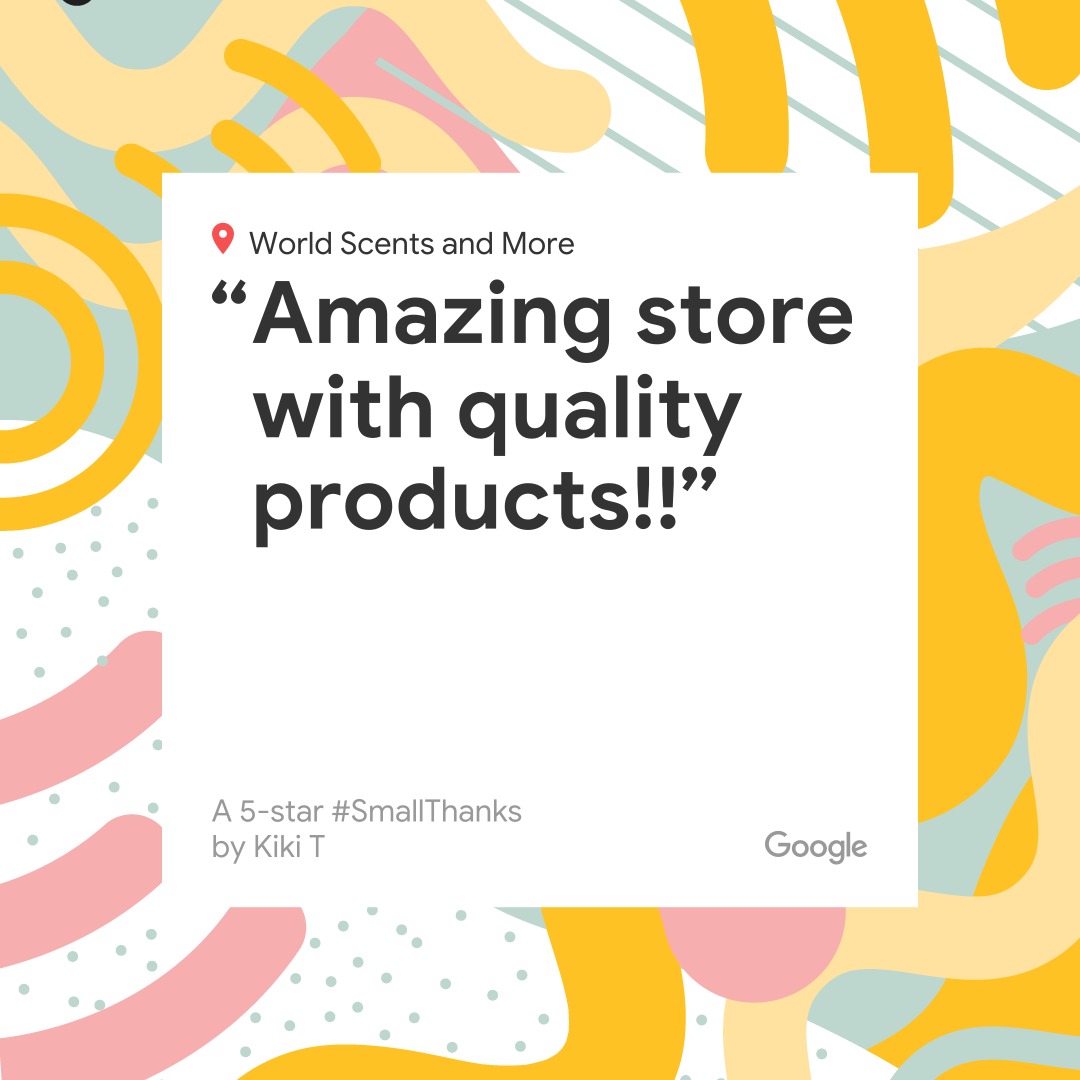 World Scents and More
“Amazing store
with quality
products!!”
A 5-star #SmallThanks
by Kiki T
Google